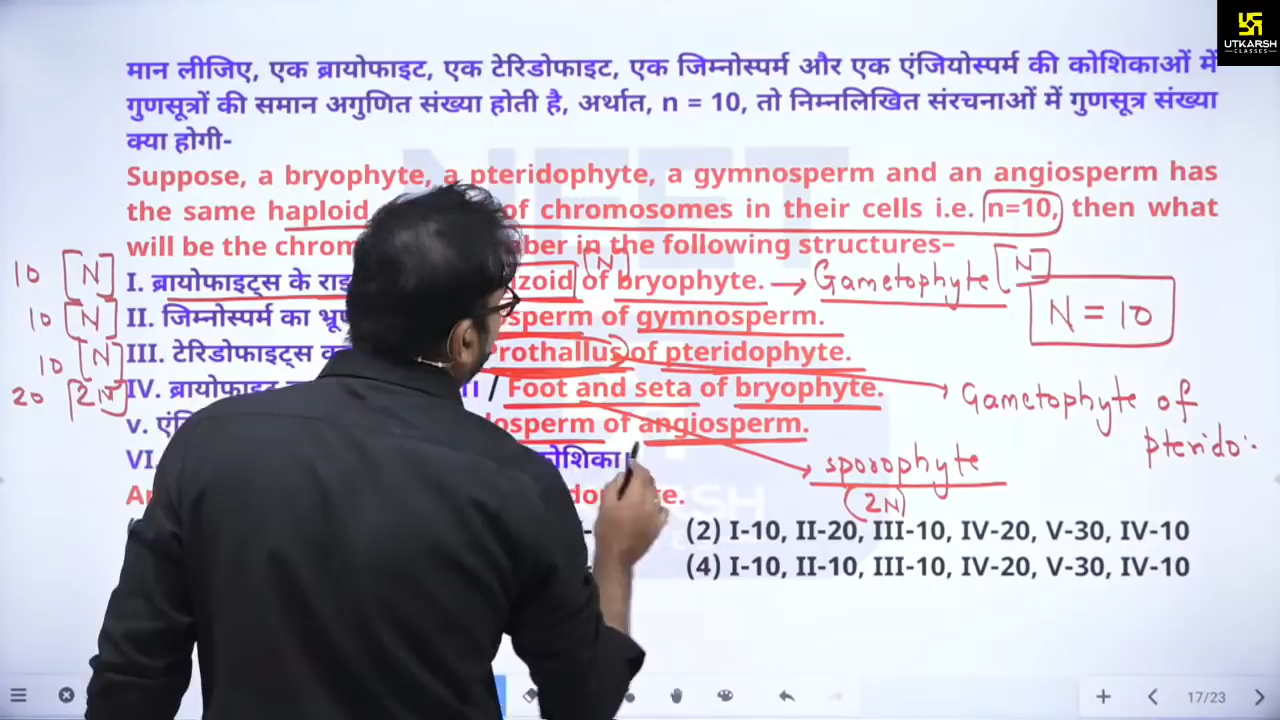 UTKARSH
CLASSES
मान लीजिए, एक ब्रायोफाइट, एक टेरिडोफाइट, एक जिम्नोस्पर्म और एक एंजियोस्पर्म की कोशिकाओं में
गुणसूत्रों की समान अगुणित संख्या होती है, अर्थात, n = 10, तो निम्नलिखित संरचनाओं में गुणसूत्र संख्या
क्या होगी-
Suppose, a bryophyte, a pteridophyte, a gymnosperm and an angiosperm has
the same haploid of chromosomes in their cells i.e. n=10, then what
will be the in the following structures–
10 [N] I. ब्रायोफाइट्स के of bryophyte. → Gametophyte [N]
[N]
N = 10
10 [N] II. जिम्नोस्पर्म का of gymnosperm.
10 [N] III. टेरिडोफाइट्स Prothallus of pteridophyte.
20 [2N] IV. / Foot and seta of bryophyte.
Gametophyte of
pterido.
v. of angiosperm.
sporophyte
(2N)
VI. कोशिका।
(2) I-10, II-20, III-10, IV-20, V-30, IV-10
(4) I-10, II-10, III-10, IV-20, V-30, IV-10
17/23